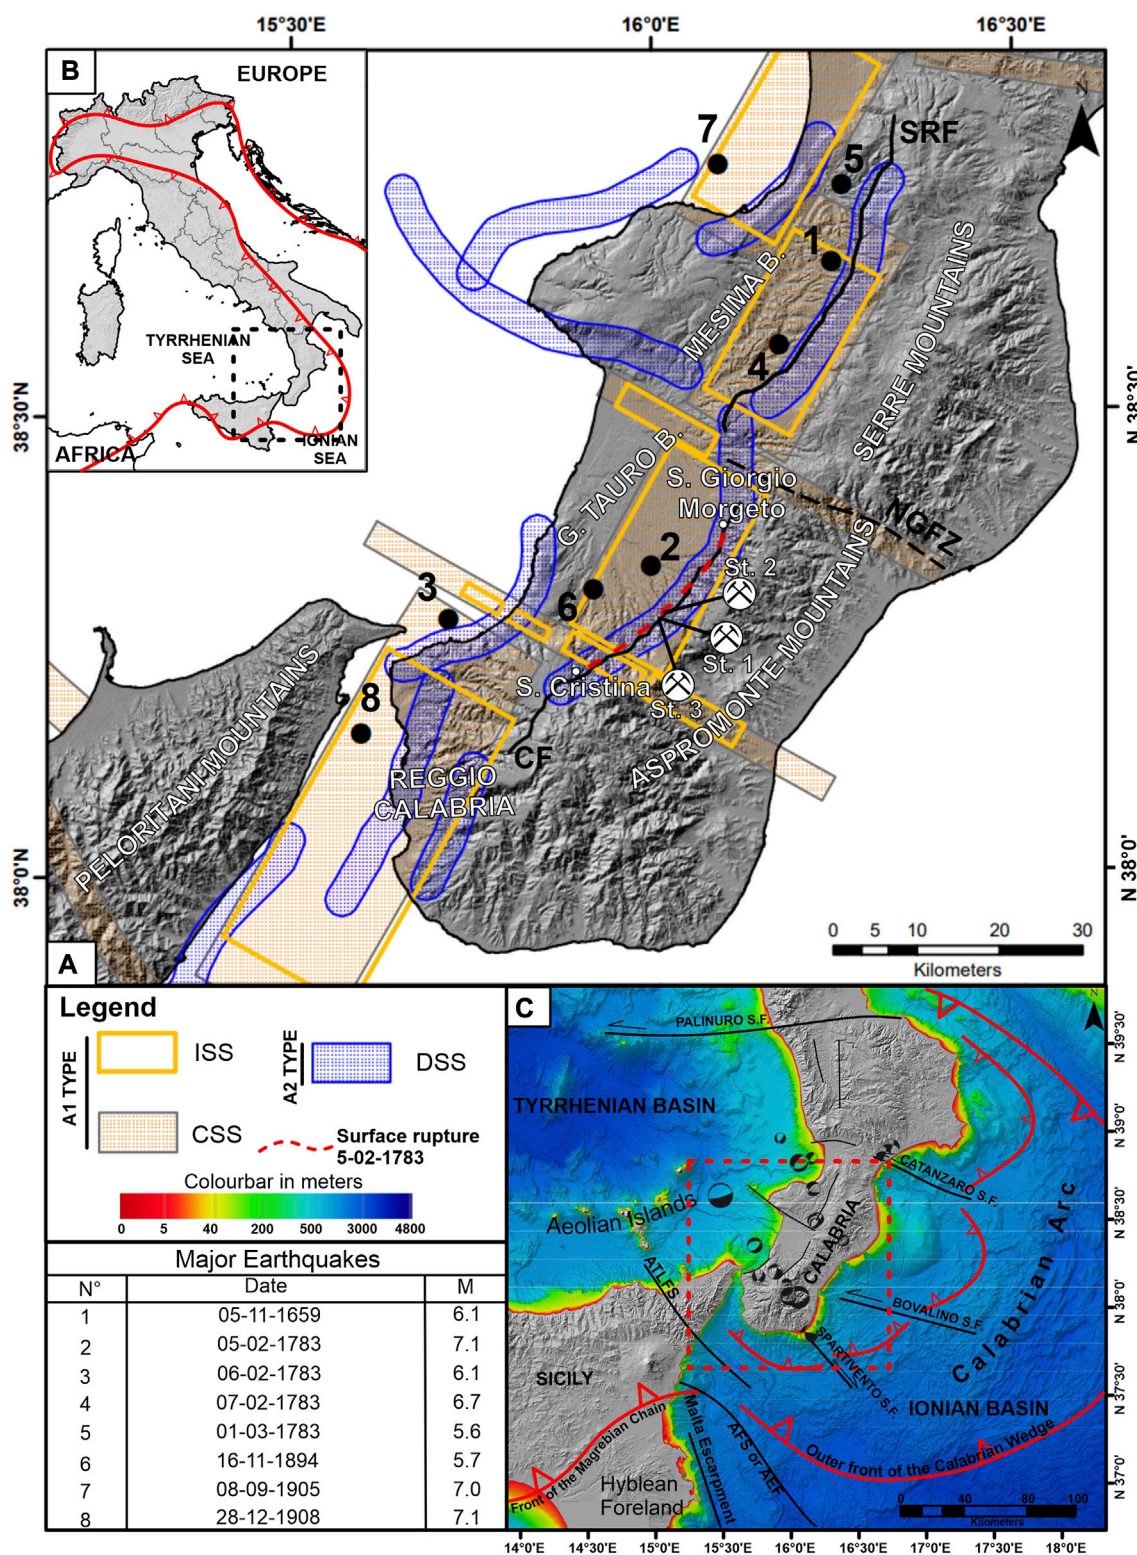 15°30'E
16°0'E
16°30'E
B
EUROPE
TYRRHENIAN
SEA
AFRICA
IONIAN
SEA
N
7
5
SRF
1
MESIMA B.
4
SERRE MOUNTAINS
38°30'N
N 38°30'
G. TAURO B.
S. Giorgio
Morgeto
NGFZ
2
St. 2
3
6
St. 1
S. Cristina
St. 3
ASPROMONTE MOUNTAINS
8
CF
PELORITANI MOUNTAINS
REGGIO
CALABRIA
38°0'N
N 38°0'
0 5 10 20 30
Kilometers
A
Legend
A1 TYPE
ISS
CSS
A2 TYPE
DSS
Surface rupture
5-02-1783
Colourbar in meters
0 5 40 200 500 3000 4800
Major Earthquakes
N° Date M
1 05-11-1659 6.1
2 05-02-1783 7.1
3 06-02-1783 6.1
4 07-02-1783 6.7
5 01-03-1783 5.6
6 16-11-1894 5.7
7 08-09-1905 7.0
8 28-12-1908 7.1
C
N
PALINURO S.F.
TYRRHENIAN BASIN
CATANZARO S.F.
Aeolian Islands
CALABRIA
Calabrian Arc
ATLFS
BOVALINO S.F.
SPARTIVENTO S.F.
SICILY
IONIAN BASIN
Front of the Magrebian Chain
Malta Escarpment
AFS or AEF
Outer front of the Calabrian Wedge
Hyblean
Foreland
0 40 80 100
Kilometers
N 39°30'
N 39°0'
N 38°30'
N 38°0'
N 37°30'
N 37°0'
14°0'E 14°30'E 15°0'E 15°30'E 16°0'E 16°30'E 17°0'E 17°30'E 18°0'E